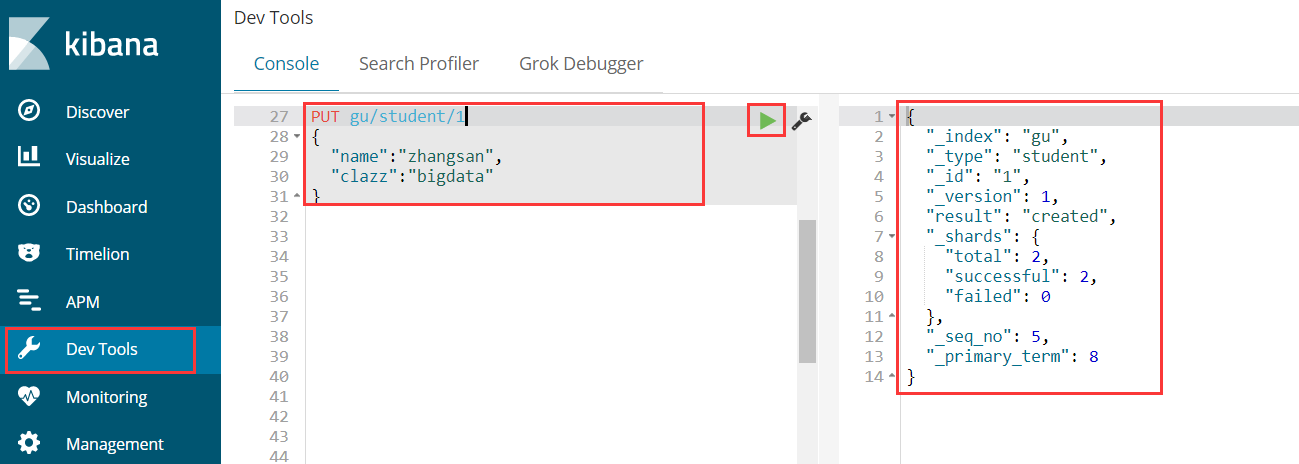 kibana
Discover
Visualize
Dashboard
Timelion
APM
Dev Tools
Monitoring
Management
Dev Tools
Console Search Profiler Grok Debugger
27 PUT gu/student/1
28 {
29 "name":"zhangsan",
30 "clazz":"bigdata"
31 }
32
33
34
35
36
37
38
39
40
41
42
43
44
1 {
2 "_index": "gu",
3 "_type": "student",
4 "_id": "1",
5 "_version": 1,
6 "result": "created",
7 "_shards": {
8 "total": 2,
9 "successful": 2,
10 "failed": 0
11 },
12 "_seq_no": 5,
13 "_primary_term": 8
14 }